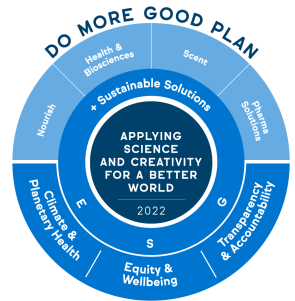 DO MORE GOOD PLAN
Nourish
Health &
Biosciences
Scent
Pharma
Solutions
+ Sustainable Solutions
APPLYING
SCIENCE
AND CREATIVITY
FOR A BETTER
WORLD
2022
E
S
G
Climate &
Planetary Health
Equity &
Wellbeing
Transparency
& Accountability